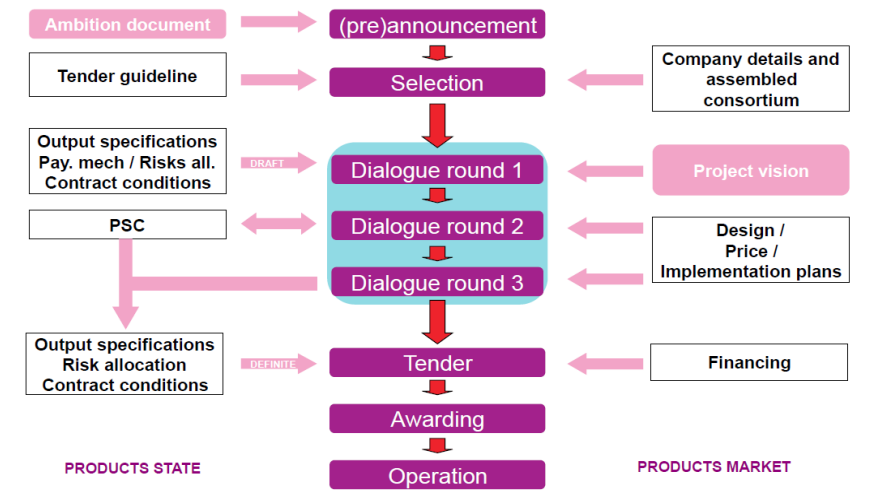 Ambition document
(pre)announcement
Tender guideline
Selection
Company details and
assembled
consortium
Output specifications
Pay. mech / Risks all.
Contract conditions
DRAFT
Dialogue round 1
Project vision
PSC
Dialogue round 2
Design /
Price /
Implementation plans
Dialogue round 3
Output specifications
Risk allocation
Contract conditions
DEFINITE
Tender
Financing
Awarding
PRODUCTS STATE
Operation
PRODUCTS MARKET